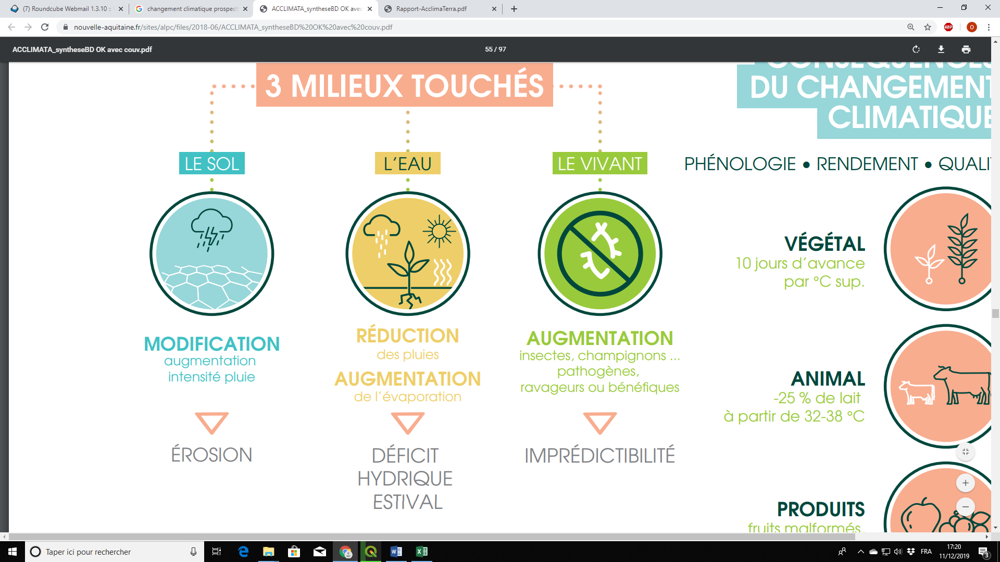 (7) Roundcube Webmail 1.3.10 ::
changement climatique prospect
ACCLIMATA_syntheseBD OK avec
Rapport-AcclimaTerra.pdf
nouvelle-aquitaine.fr/sites/alpc/files/2018-06/ACCLIMATA_syntheseBD%20OK%20avec%20couv.pdf
ABP
O
ACCLIMATA_syntheseBD OK avec couv.pdf
55 / 97
3 MILIEUX TOUCHÉS
LE SOL
MODIFICATION
augmentation
intensité pluie
ÉROSION
L'EAU
RÉDUCTION
des pluies
AUGMENTATION
de l'évaporation
DÉFICIT
HYDRIQUE
ESTIVAL
LE VIVANT
AUGMENTATION
insectes, champignons ...
pathogènes,
ravageurs ou bénéfiques
IMPRÉDICTIBILITÉ
CONSÉQUENCES
DU CHANGEMENT
CLIMATIQUE
PHÉNOLOGIE • RENDEMENT • QUALIT
VÉGÉTAL
10 jours d'avance
par °C sup.
ANIMAL
-25 % de lait
à partir de 32-38 °C
PRODUITS
fruits malformés,
Taper ici pour rechercher
FRA
17:20
11/12/2019
3